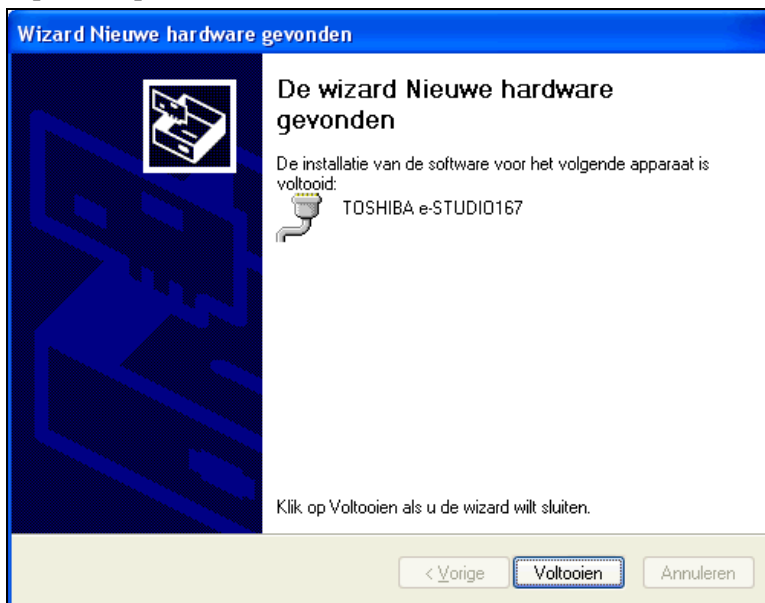 Wizard Nieuwe hardware gevonden
De wizard Nieuwe hardware
gevonden
De installatie van de software voor het volgende apparaat is
voltooid:
TOSHIBA e-STUDIO167
Klik op Voltooien als u de wizard wilt sluiten.
< Vorige
Voltooien
Annuleren